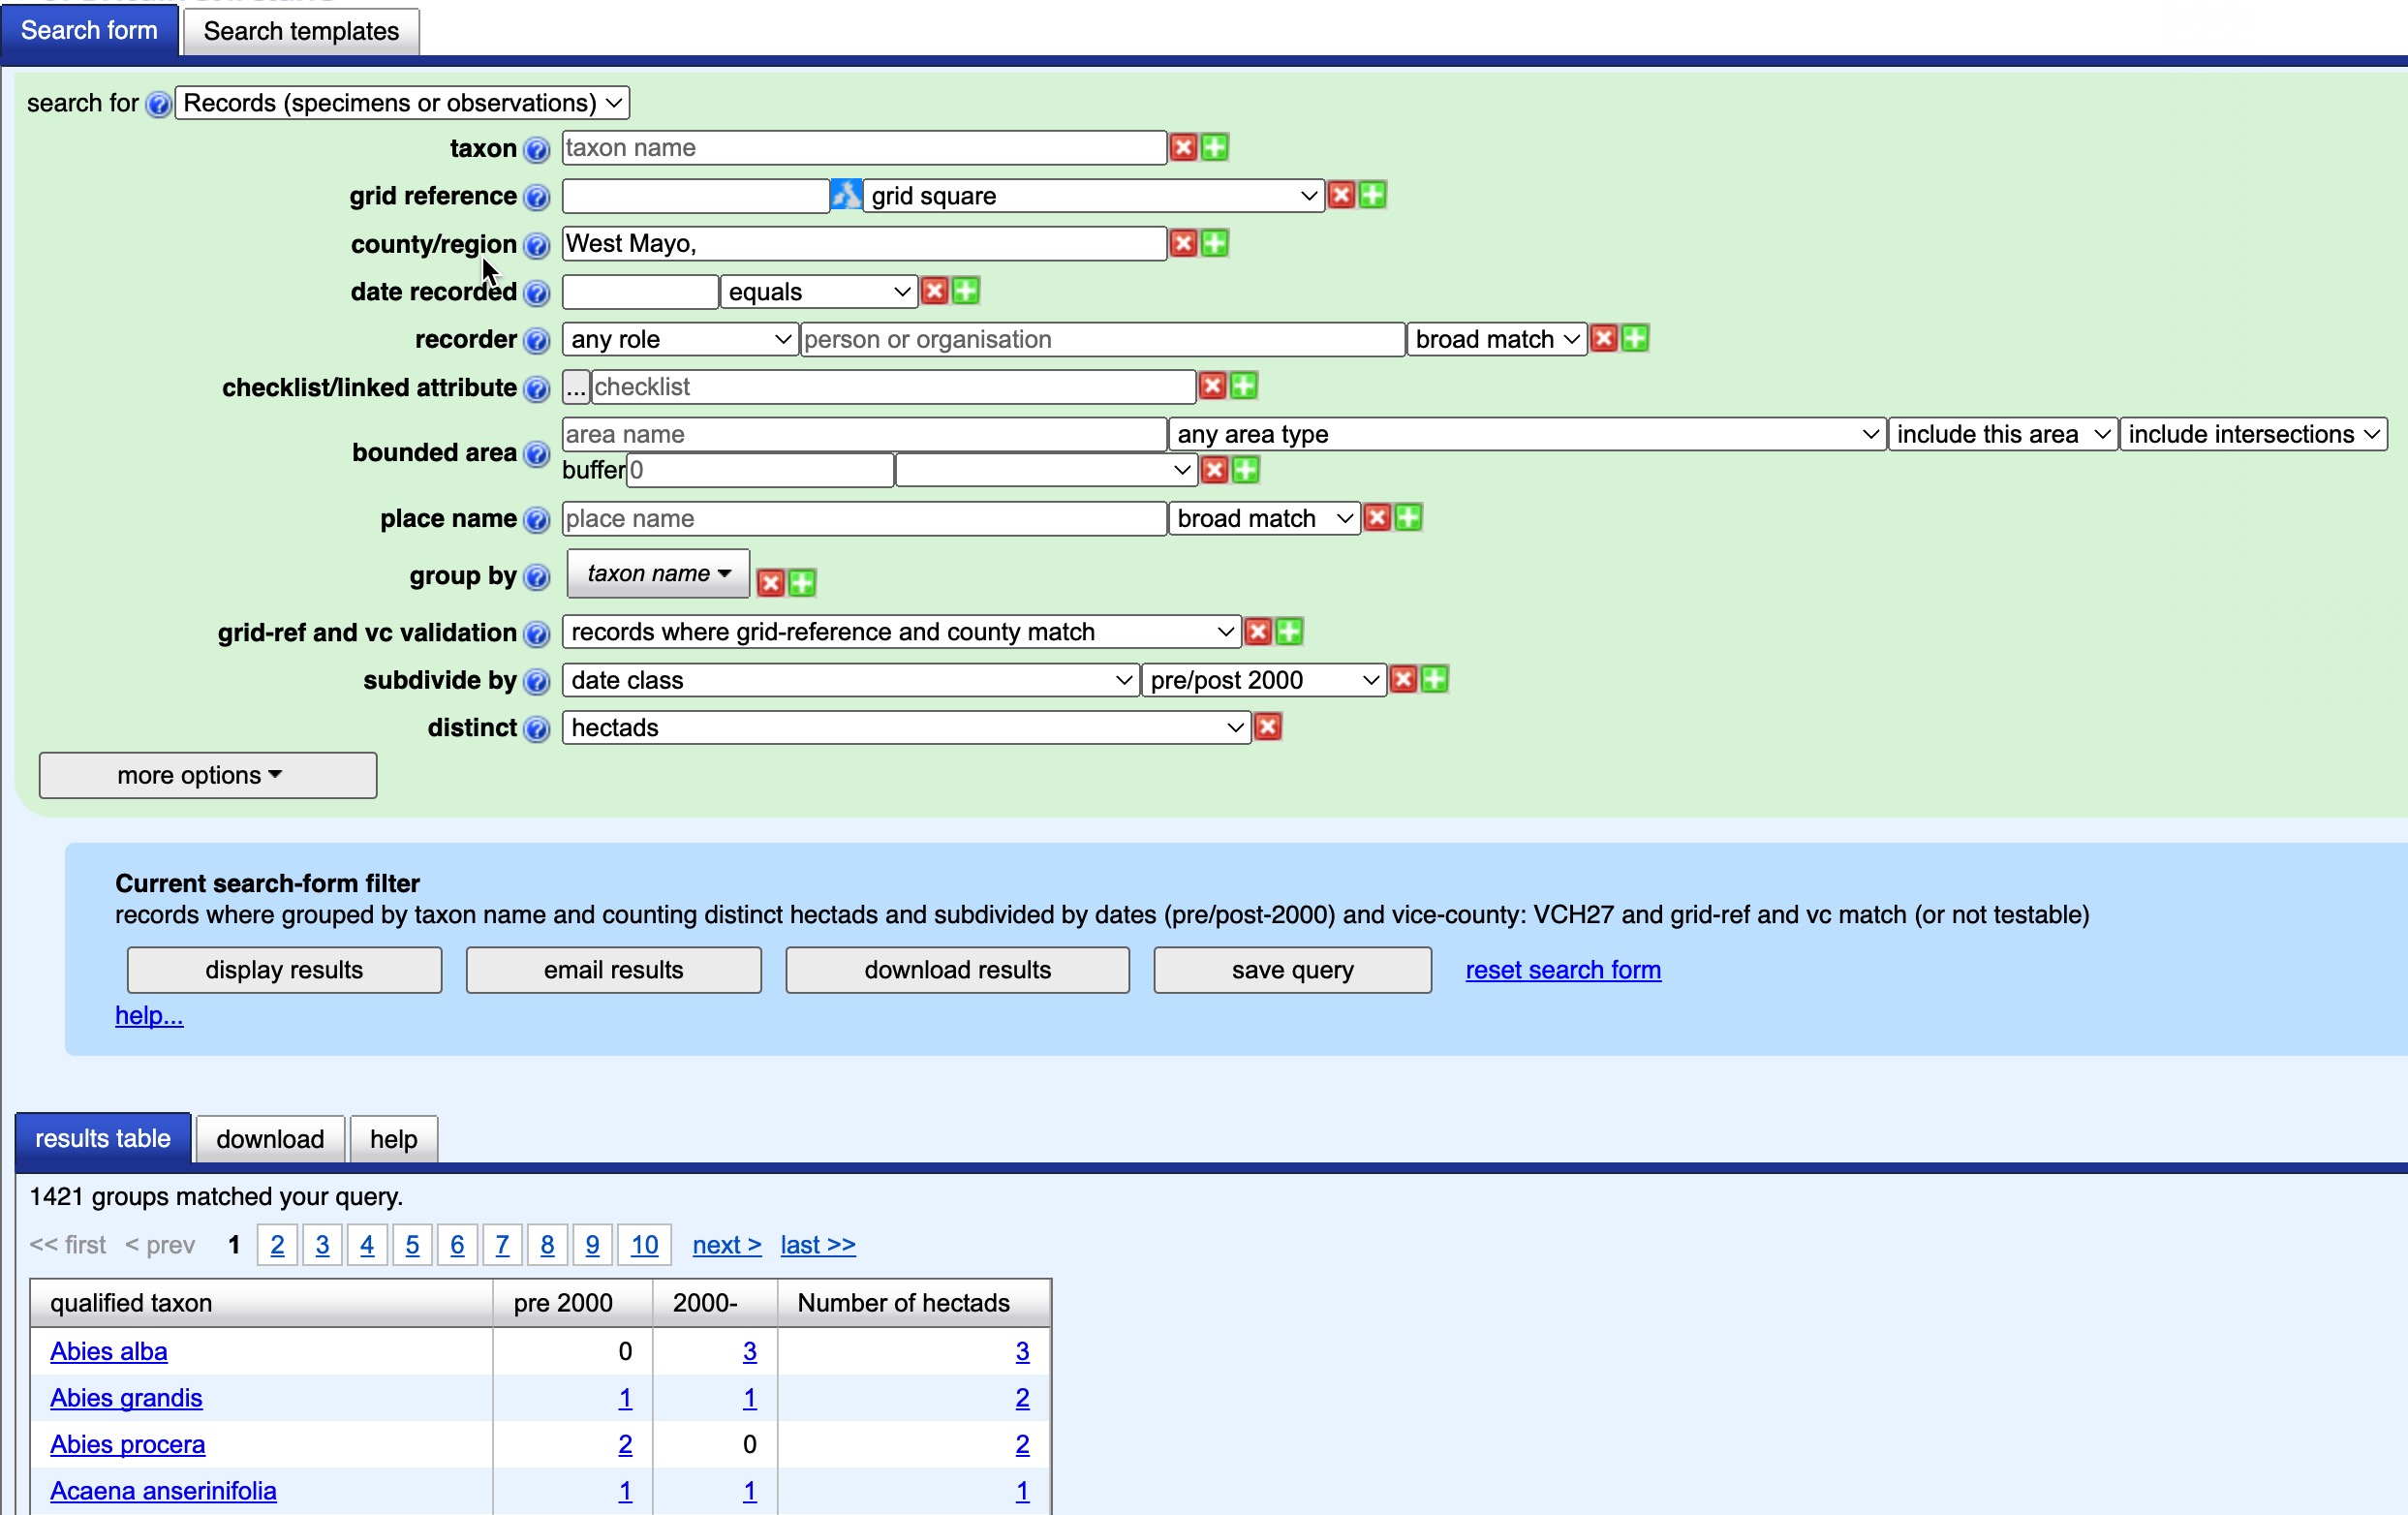 Search form Search templates
search for Records (specimens or observations)
taxon taxon name
grid reference grid square
county/region West Mayo,
date recorded equals
recorder any role person or organisation broad match
checklist/linked attribute ... checklist
bounded area area name any area type include this area include intersections
buffer 0
place name place name broad match
group by taxon name
grid-ref and vc validation records where grid-reference and county match
subdivide by date class pre/post 2000
distinct hectads
more options
Current search-form filter
records where grouped by taxon name and counting distinct hectads and subdivided by dates (pre/post-2000) and vice-county: VCH27 and grid-ref and vc match (or not testable)
display results email results download results save query reset search form
help...
results table download help
1421 groups matched your query.
<< first < prev 1 2 3 4 5 6 7 8 9 10 next > last >>
qualified taxon pre 2000 2000- Number of hectads
Abies alba 0 3 3
Abies grandis 1 1 2
Abies procera 2 0 2
Acaena anserinifolia 1 1 1